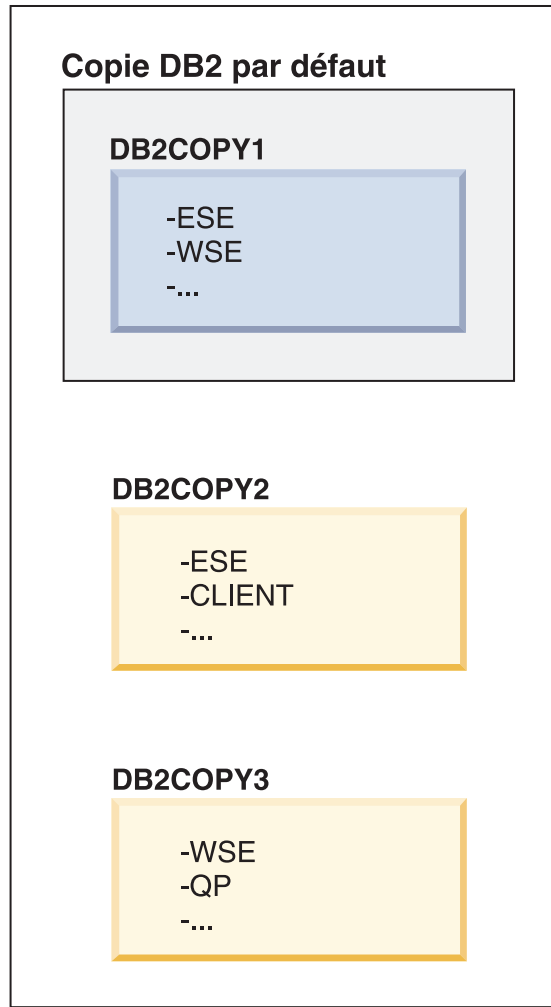 Copie DB2 par défaut
DB2COPY1
-ESE
-WSE
-...
DB2COPY2
-ESE
-CLIENT
-...
DB2COPY3
-WSE
-QP
-...